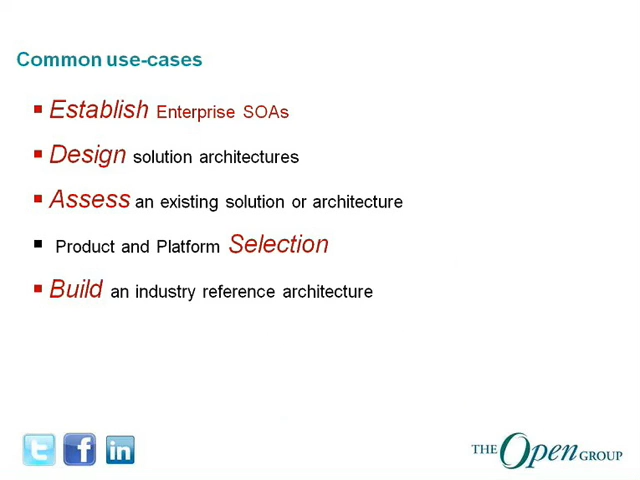 Common use-cases
Establish Enterprise SOAs
Design solution architectures
Assess an existing solution or architecture
Product and Platform Selection
Build an industry reference architecture
t f in
THE Open GROUP